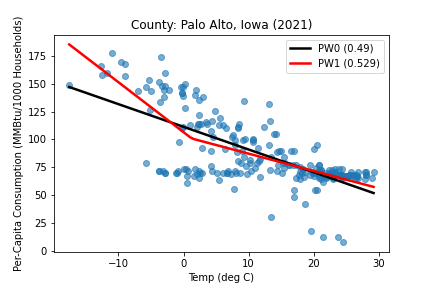 County: Palo Alto, Iowa (2021)
PW0 (0.49)
PW1 (0.529)
Per-Capita Consumption (MMBtu/1000 Households)
175
150
125
100
75
50
25
0
−10 0 10 20 30
Temp (deg C)